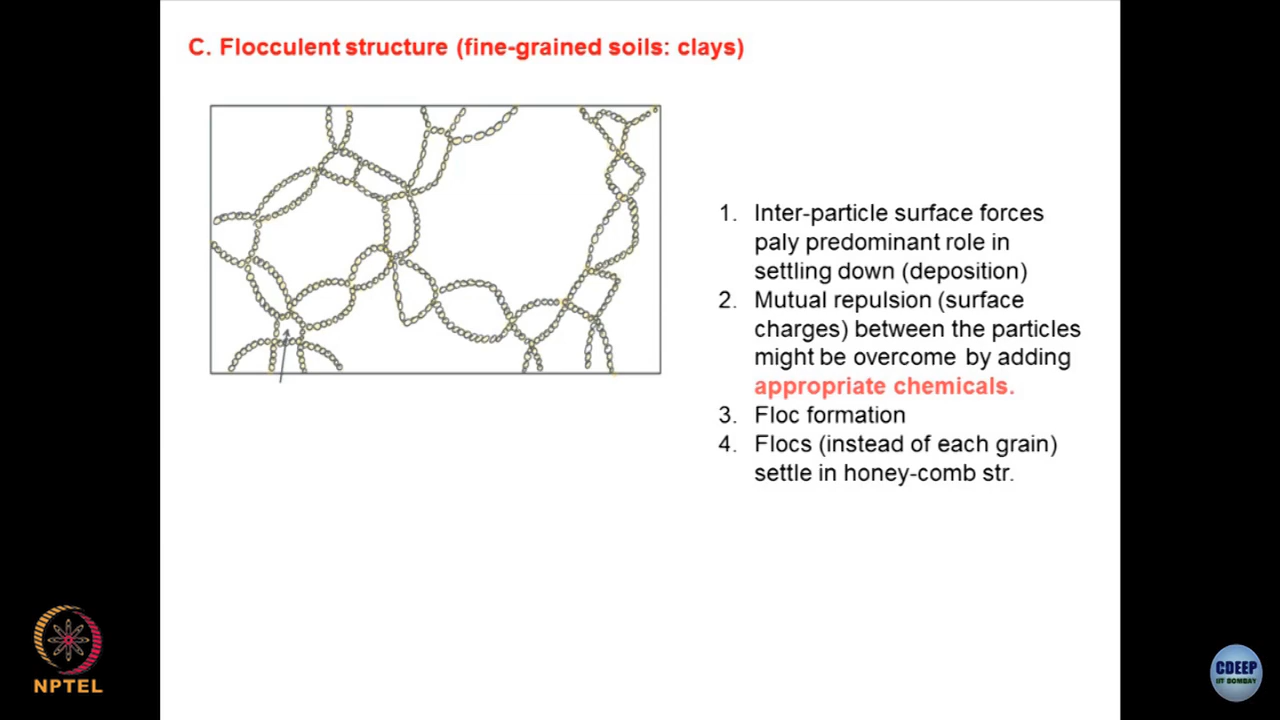 C. Flocculent structure (fine-grained soils: clays)
1. Inter-particle surface forces
paly predominant role in
settling down (deposition)
2. Mutual repulsion (surface
charges) between the particles
might be overcome by adding
appropriate chemicals.
3. Floc formation
4. Flocs (instead of each grain)
settle in honey-comb str.
NPTEL
CDEEP
IIT BOMBAY